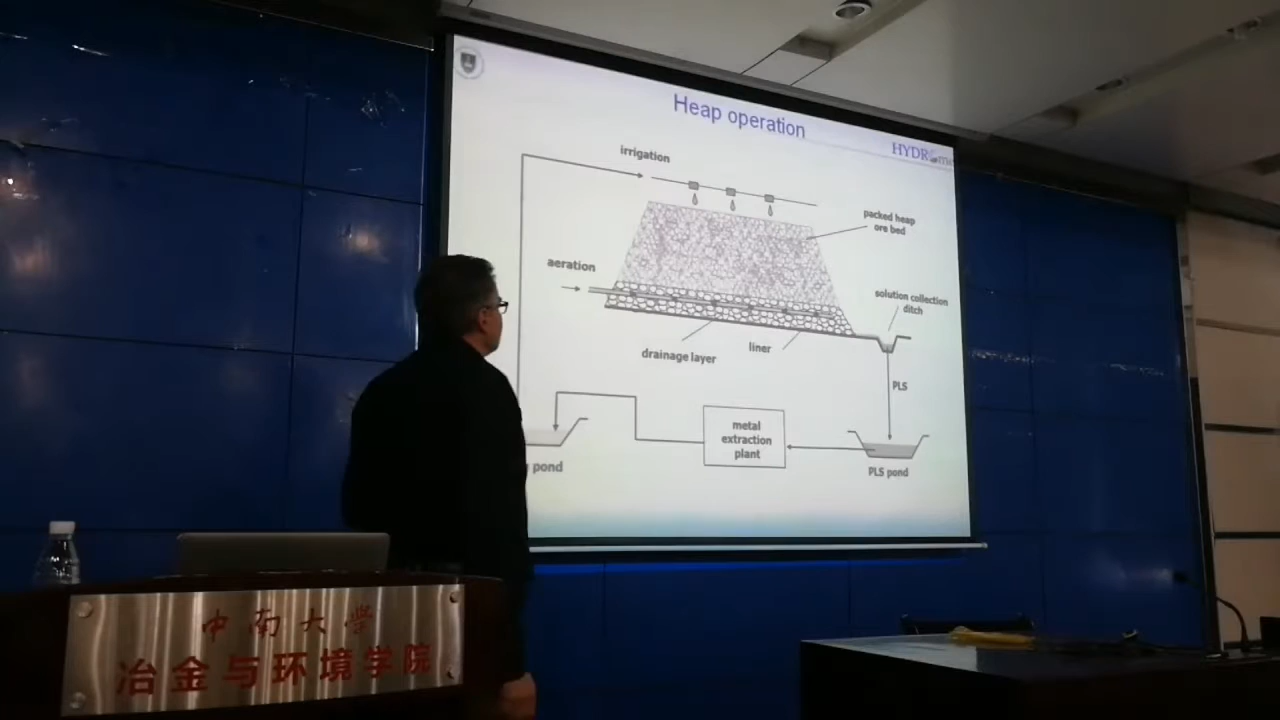 Heap operation
HYDR
irrigation
packed heap
ore bed
aeration
solution collection
ditch
drainage layer
liner
PLS
metal
extraction
plant
pond
PLS pond
中南大学
冶金与环境学院